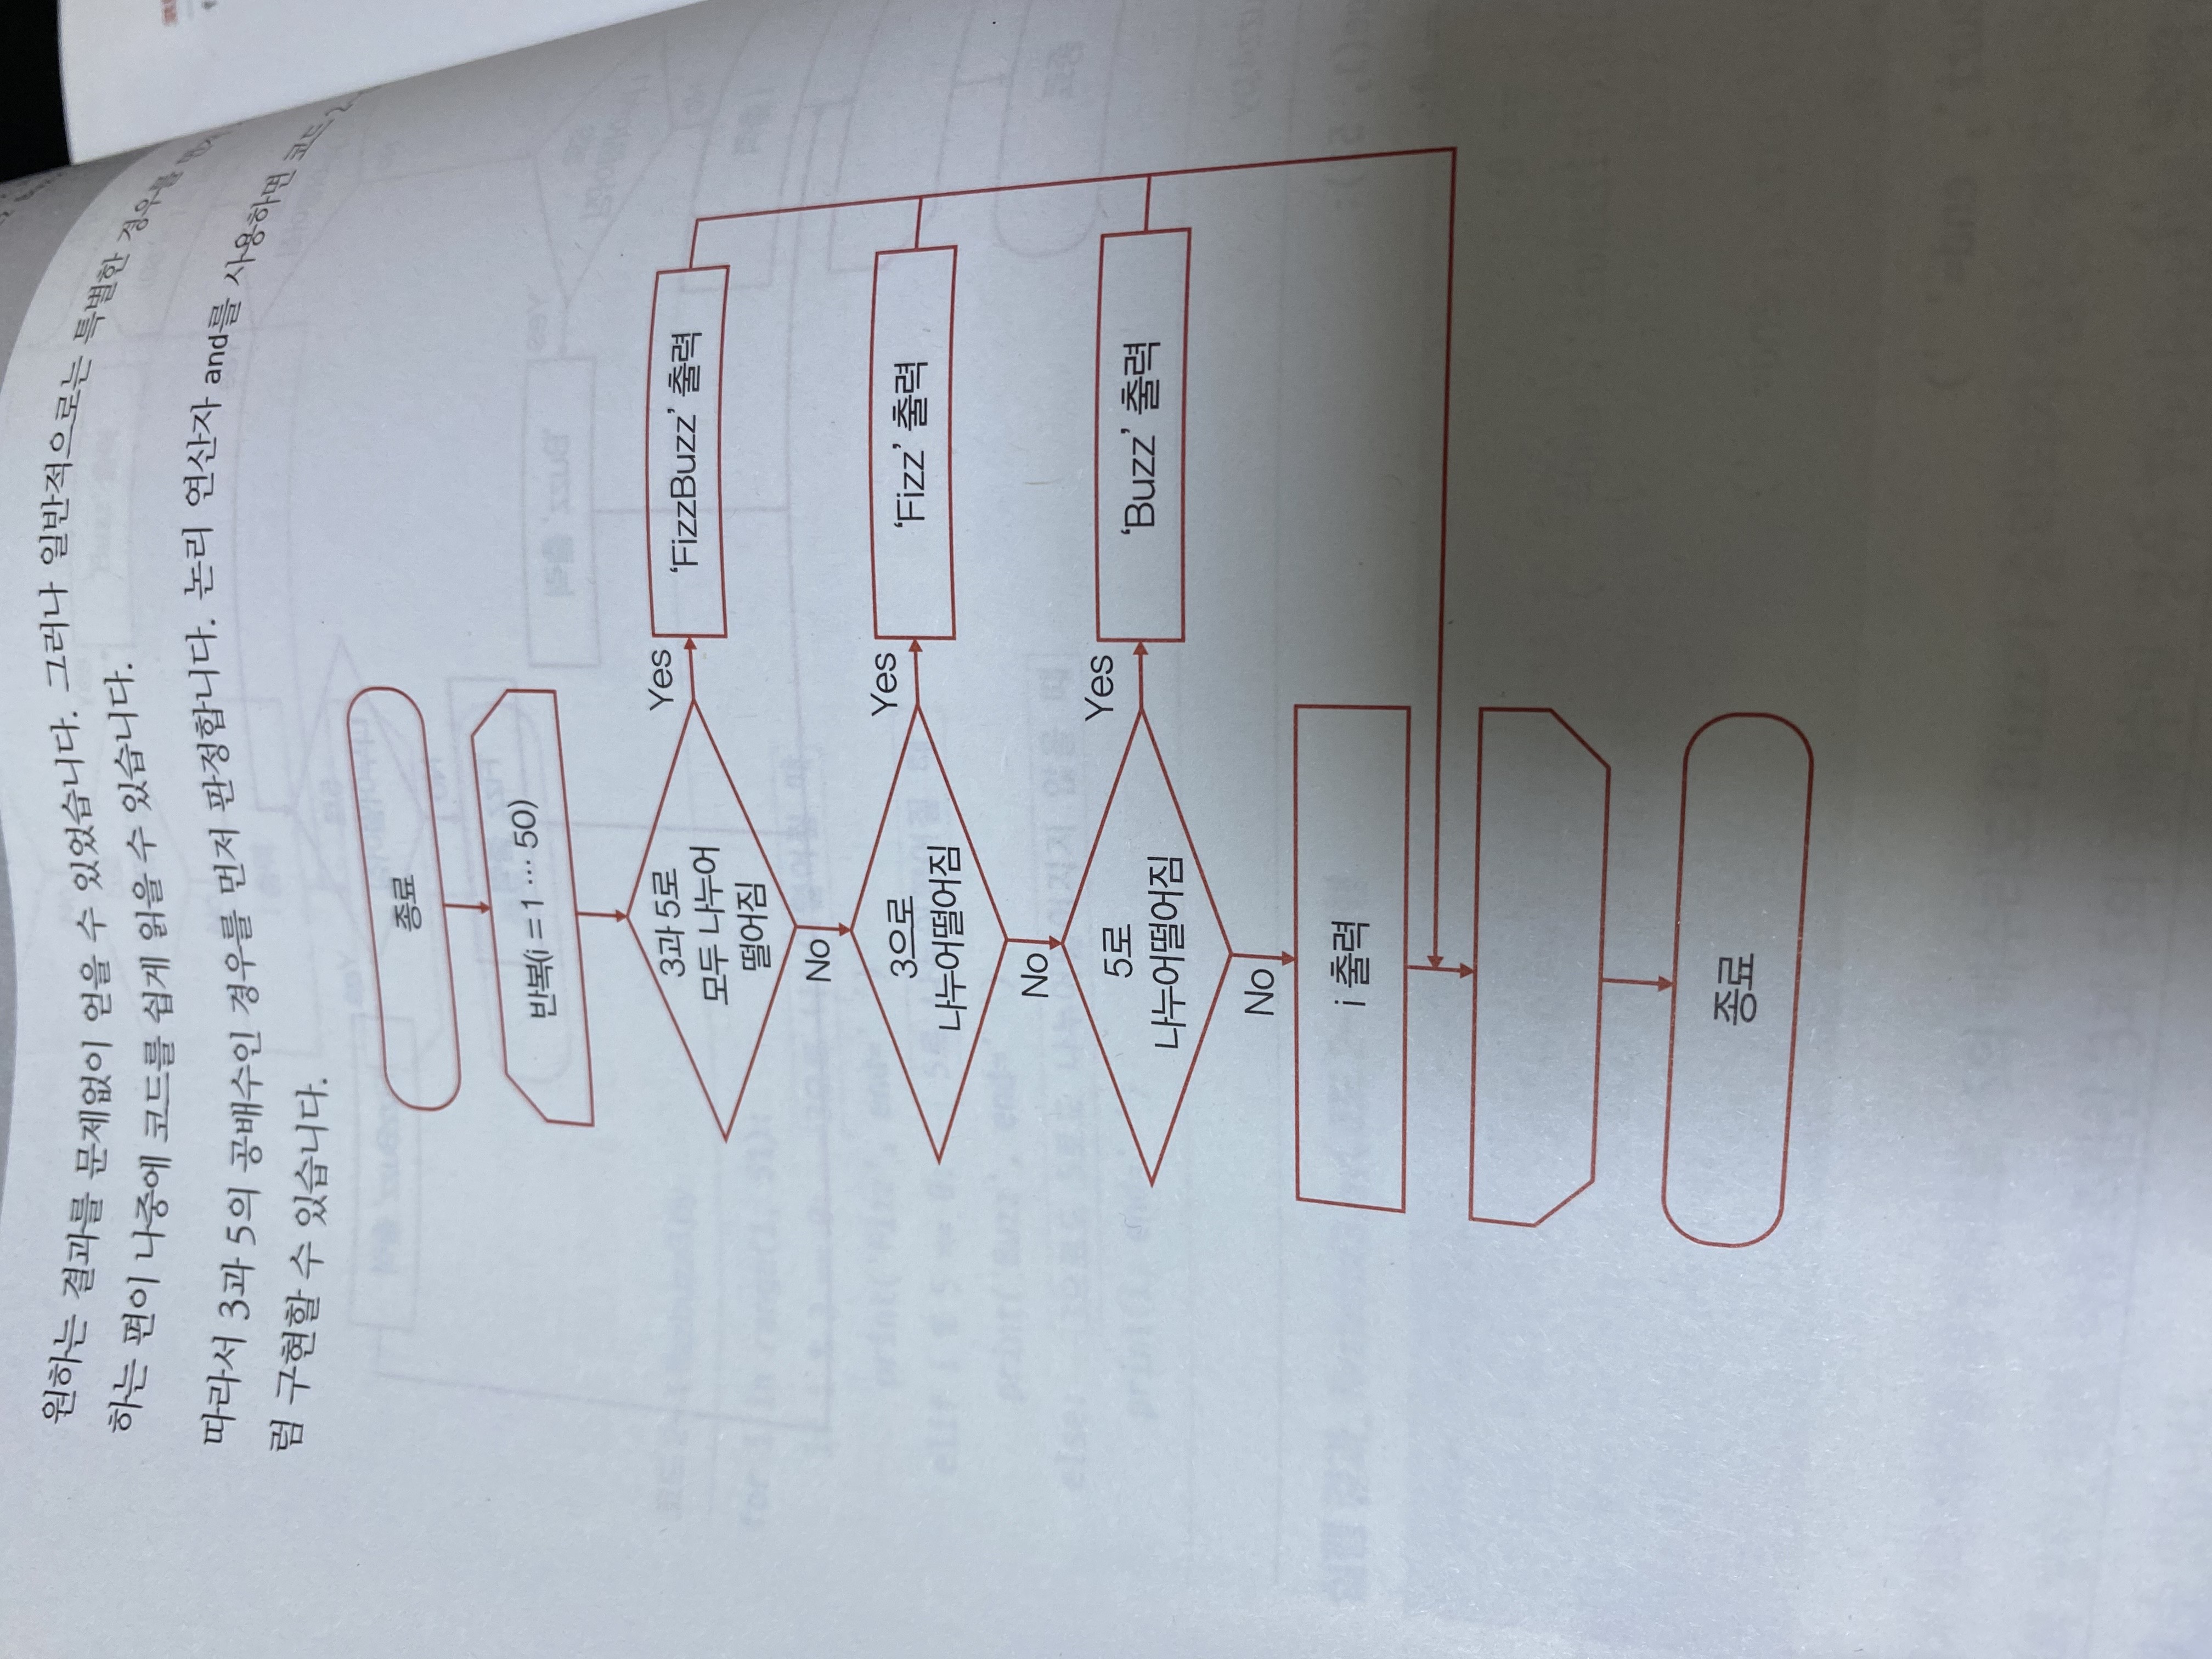 원하는 결과를 문제없이 얻을 수 있었습니다. 그러나 일반적으로는 특별한 경우를 먼저
하는 편이 나중에 코드를 쉽게 읽을 수 있습니다.
따라서 3과 5의 공배수인 경우를 먼저 판정합니다. 논리 연산자 and를 사용하면 코드
럼 구현할 수 있습니다.
종료
반복(i = 1 ··· 50)
3과 5로
모두 나누어
떨어짐
Yes
‘FizzBuzz’ 출력
No
3으로
나누어떨어짐
Yes
‘Fizz’ 출력
No
5로
나누어떨어짐
Yes
‘Buzz’ 출력
No
i 출력
종료